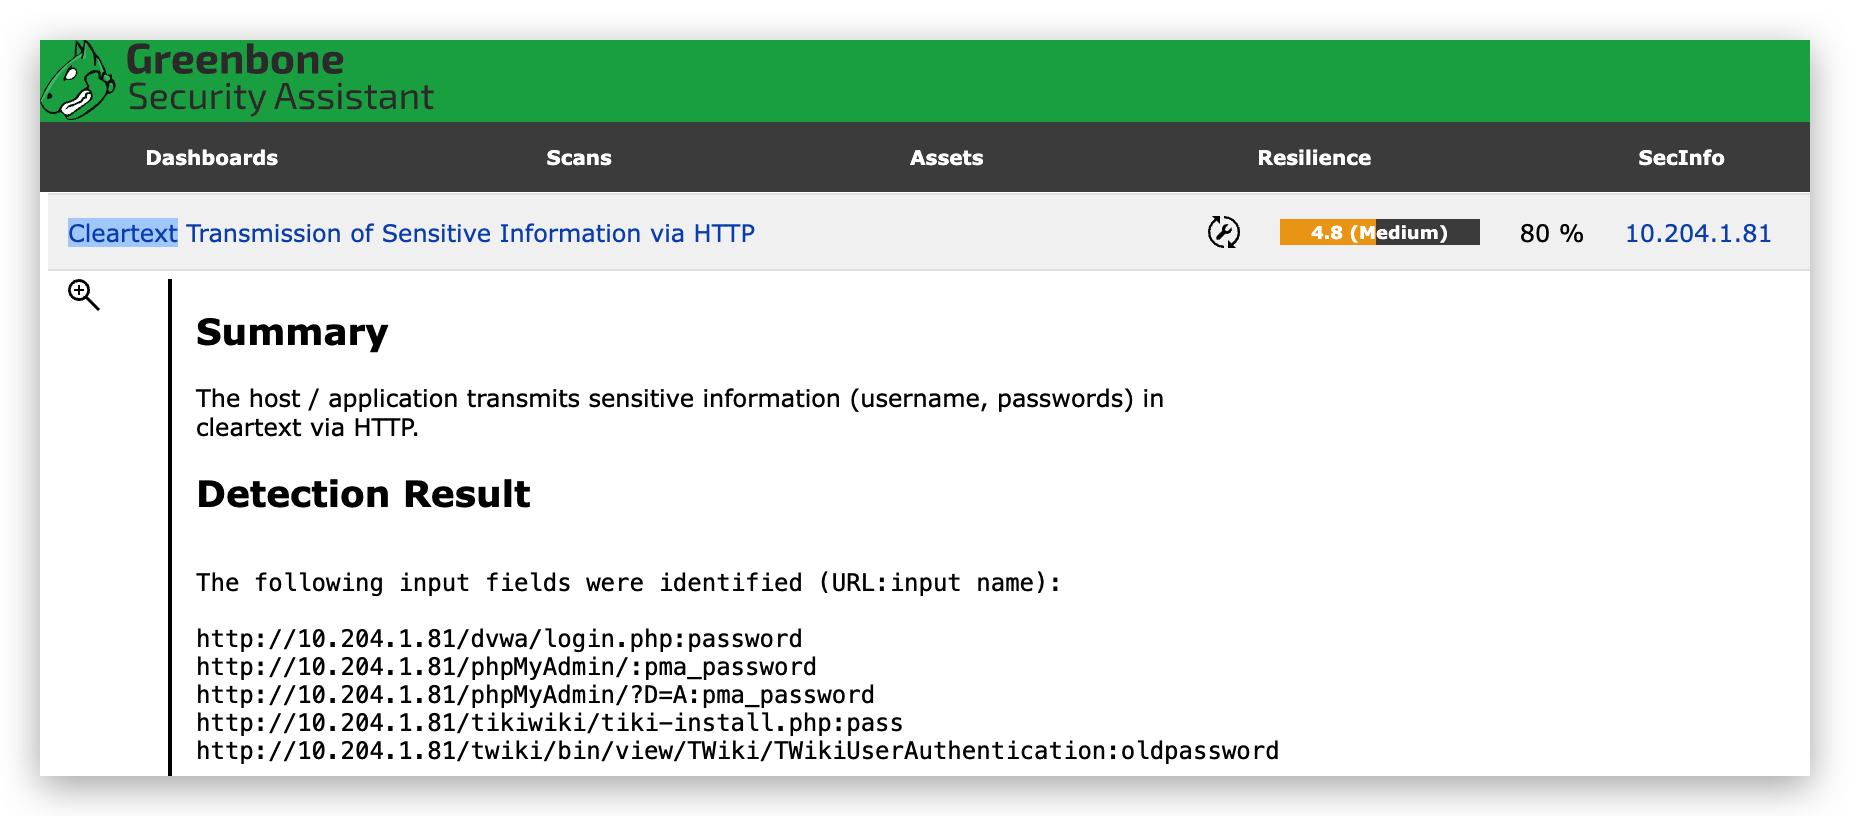 Greenbone
Security Assistant
Dashboards Scans Assets Resilience SecInfo
Cleartext Transmission of Sensitive Information via HTTP 4.8 (Medium) 80 % 10.204.1.81
Summary
The host / application transmits sensitive information (username, passwords) in
cleartext via HTTP.
Detection Result
The following input fields were identified (URL:input name):
http://10.204.1.81/dvwa/login.php:password
http://10.204.1.81/phpMyAdmin/:pma_password
http://10.204.1.81/phpMyAdmin/?D=A:pma_password
http://10.204.1.81/tikiwiki/tiki-install.php:pass
http://10.204.1.81/twiki/bin/view/TWiki/TWikiUserAuthentication:oldpassword